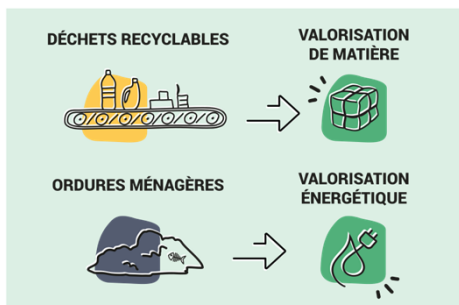 DÉCHETS RECYCLABLES
VALORISATION
DE MATIÈRE
ORDURES MÉNAGÈRES
VALORISATION
ÉNERGÉTIQUE